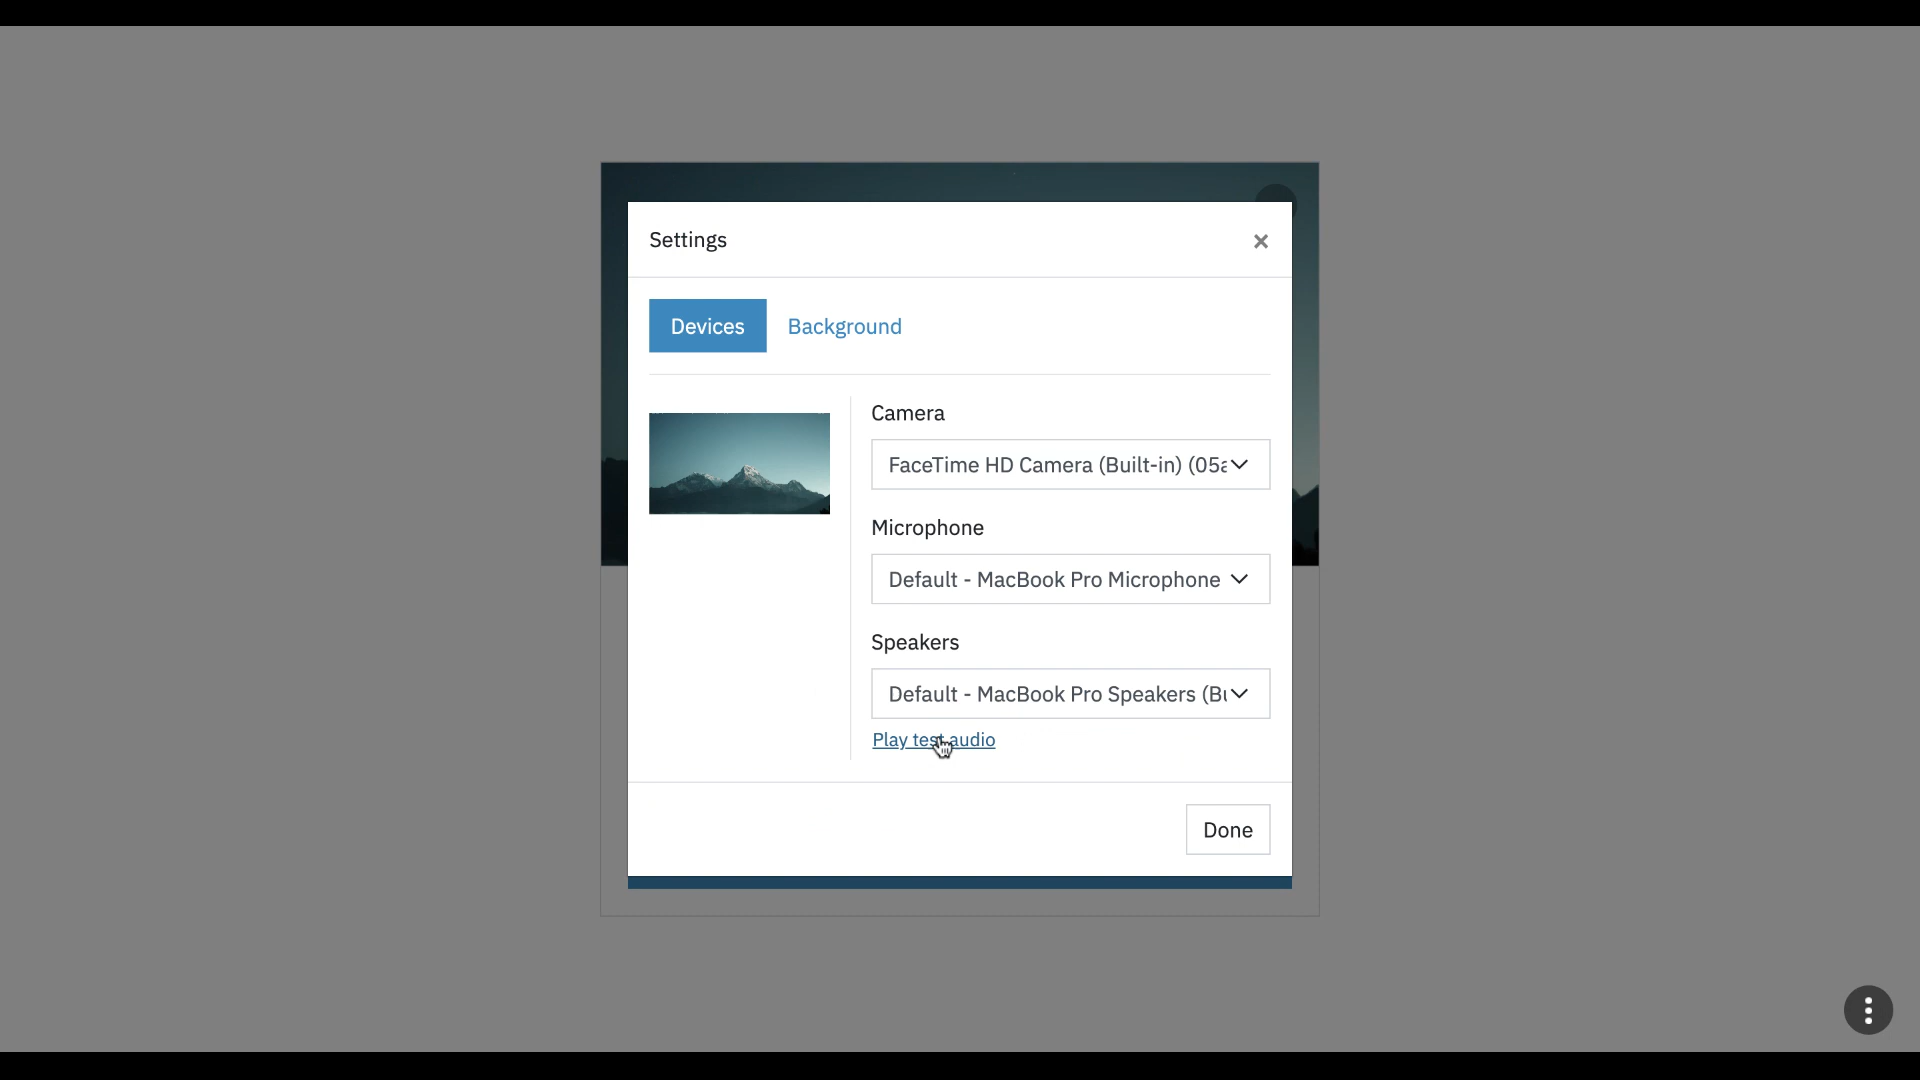 Settings
Devices
Background
Camera
FaceTime HD Camera (Built-in) (05a
Microphone
Default - MacBook Pro Microphone
Speakers
Default - MacBook Pro Speakers (Bu
Play test audio
Done